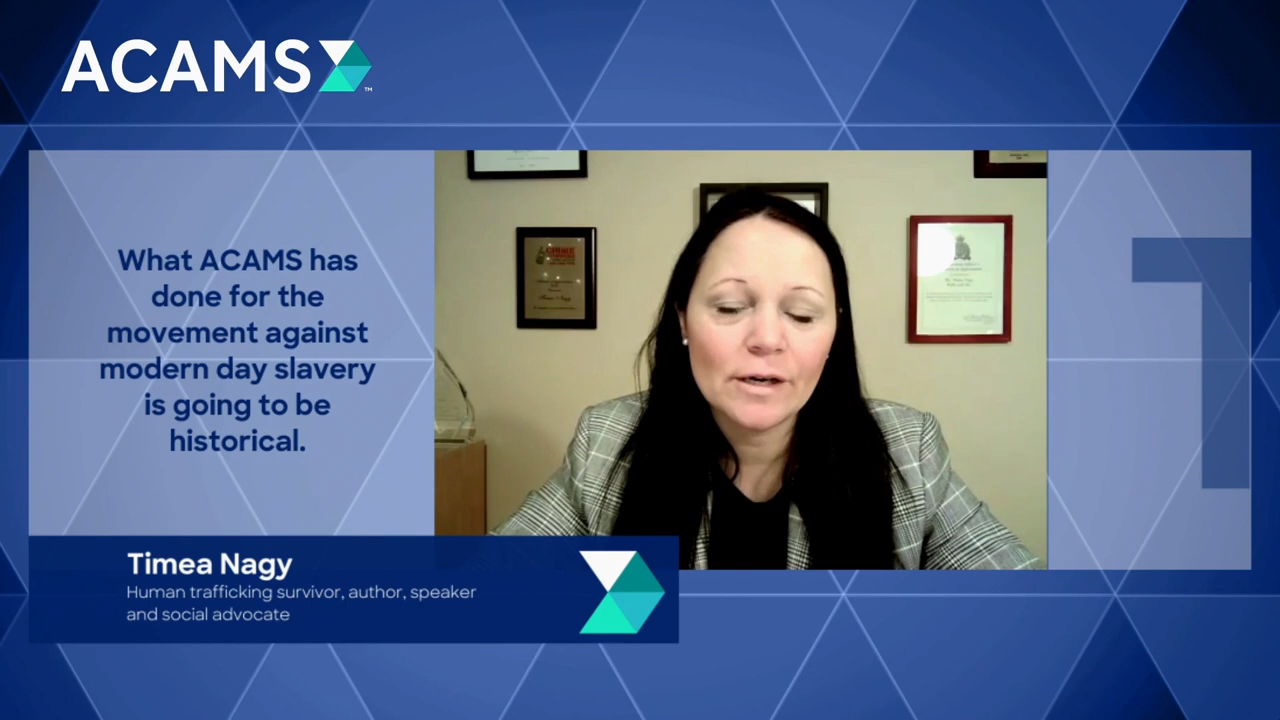 ACAMS
TM
What ACAMS has
done for the
movement against
modern day slavery
is going to be
historical.
Timea Nagy
Human trafficking survivor, author, speaker
and social advocate